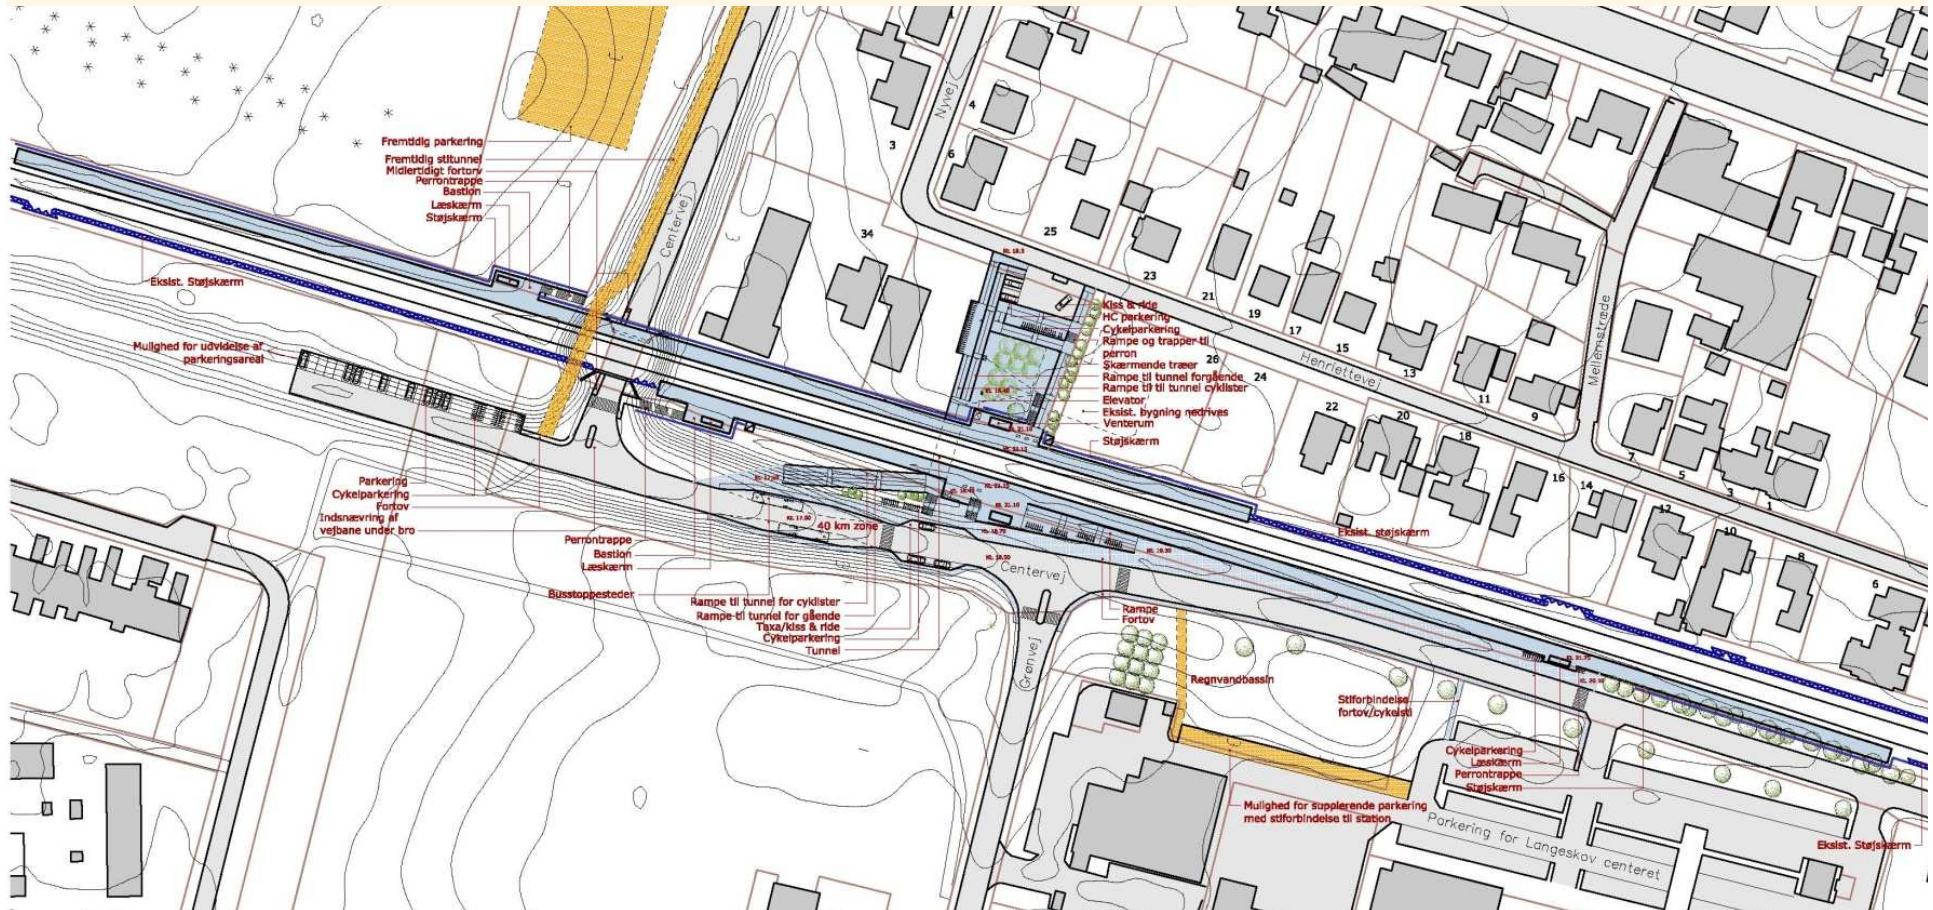 Fremtidig parkering
Fremtidig stitunnel
Midlertidigt fortorv
Perrontrappe
Bastion
Læskærm
Støjskærm
Eksist. Støjskærm
Mulighed for udvidelse af
parkeringsareal
Parkering
Cykelparkering
Fortov
Indsnævring af
vejbane under bro
Perrontrappe
Bastion
Læskærm
Busstoppesteder
Rampe til tunnel for cyklister
Rampe til tunnel for gående
Taxa/kiss & ride
Cykelparkering
Tunnel
40 km zone
Centervej
Nyvej
4
6
3
34
25
23
21
19
17
15
13
11
9
26
24
22
20
18
16
14
12
10
8
6
7
5
3
1
Henriettevej
Mellemstræde
Kiss & ride
HC parkering
Cykelparkering
Rampe og trapper til
perron
Skærmende træer
Rampe til tunnel forgående
Rampe til til tunnel cyklister
Elevator
Eksist. bygning nedrives
Venterum
Støjskærm
Eksist. støjskærm
Centervej
Grønvej
Rampe
Fortov
Regnvandbassin
Stiforbindelse
fortov/cykelsti
Cykelparkering
Læskærm
Perrontrappe
Støjskærm
Mulighed for supplerende parkering
med stiforbindelse til station
Parkering for Langeskov centeret
Eksist. Støjskærm